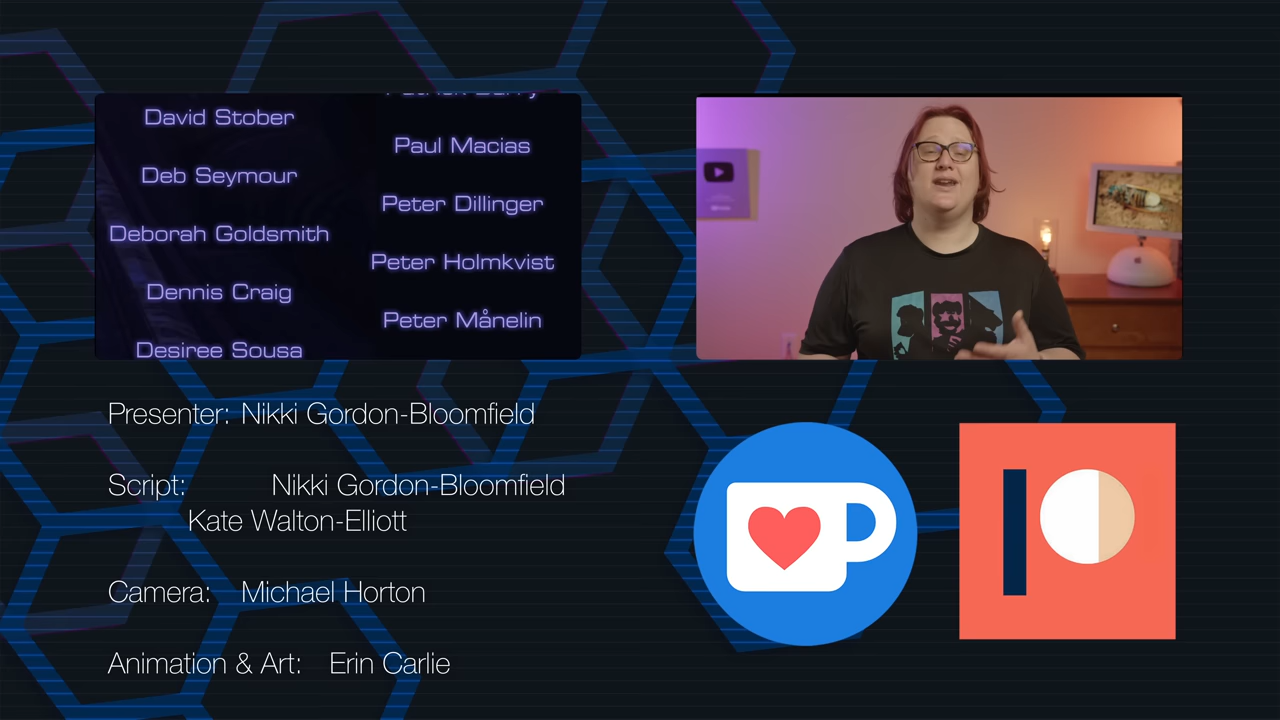 David Stober
Deb Seymour
Deborah Goldsmith
Dennis Craig
Desiree Sousa
Paul Macias
Peter Dillinger
Peter Holmkvist
Peter Månelin
Presenter: Nikki Gordon-Bloomfield
Script: Nikki Gordon-Bloomfield
Kate Walton-Elliott
Camera: Michael Horton
Animation & Art: Erin Carlie